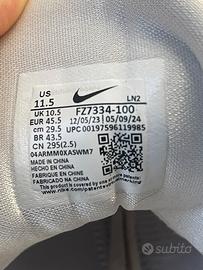 US
11.5
LN2
UK 10.5
FZ7334-100
EUR 45.5
12/05/23
05/09/24
cm 29.5
UPC 00197596119985
BR 43.5
CN 295(2.5)
04ARMM0XASWM7
MADE IN CHINA
HECHO EN CHINA
FABRIQUÉ EN CHINE
FABRICADO NA CHINA
subito